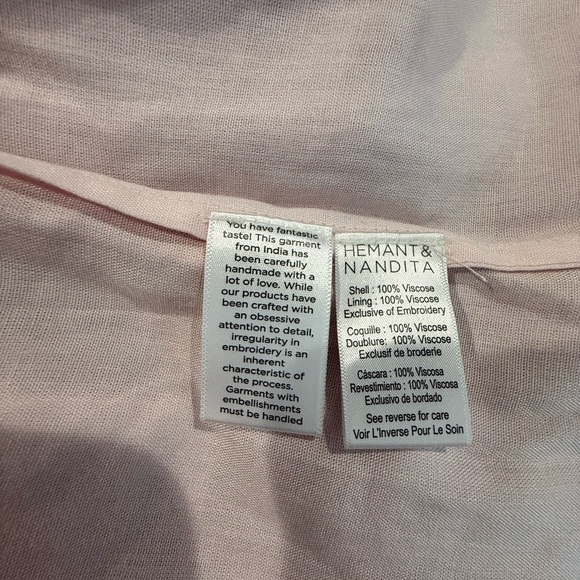 You have fantastic
taste! This garment
from India has
been carefully
handmade with a
lot of love. While
our products have
been crafted with
an obsessive
attention to detail,
irregularity in
embroidery is an
inherent
characteristic of
the process.
Garments with
embellishments
must be handled
HEMANT &
NANDITA
Shell : 100% Viscose
Lining : 100% Viscose
Exclusive of Embroidery
Coquille : 100% Viscose
Doublure: 100% Viscose
Exclusif de broderie
Cáscara : 100% Viscosa
Revestimiento : 100% Viscosa
Exclusivo de bordado
See reverse for care
Voir L'Inverse Pour Le Soin